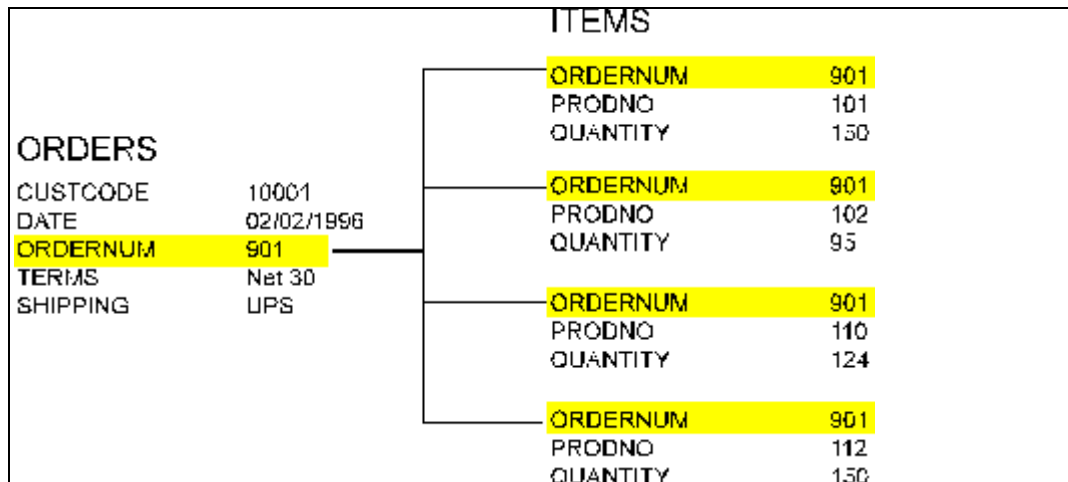 ITEMS
ORDERNUM 901
PRODNO 101
QUANTITY 150
ORDERS
CUSTCODE 10001
DATE 02/02/1996
ORDERNUM 901
TERMS Net 30
SHIPPING UPS
ORDERNUM 901
PRODNO 102
QUANTITY 95
ORDERNUM 901
PRODNO 110
QUANTITY 124
ORDERNUM 901
PRODNO 112
QUANTITY 150